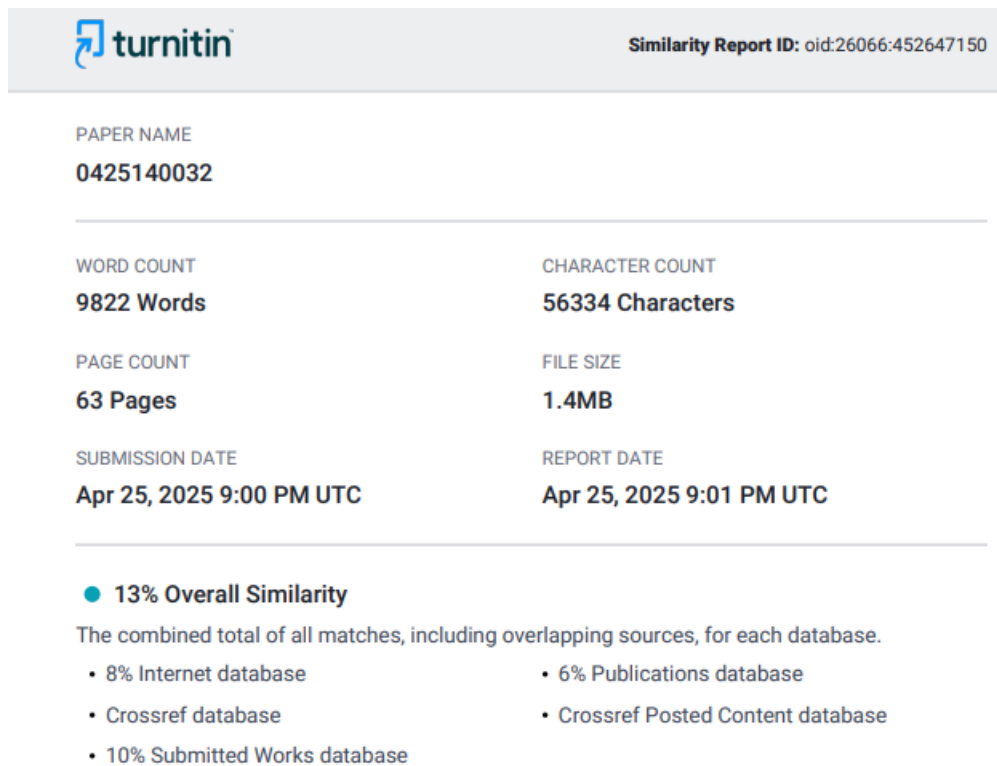 turnitin™ Similarity Report ID: oid:26066:452647150
PAPER NAME
0425140032
WORD COUNT CHARACTER COUNT
9822 Words 56334 Characters
PAGE COUNT FILE SIZE
63 Pages 1.4MB
SUBMISSION DATE REPORT DATE
Apr 25, 2025 9:00 PM UTC Apr 25, 2025 9:01 PM UTC
● 13% Overall Similarity
The combined total of all matches, including overlapping sources, for each database.
• 8% Internet database • 6% Publications database
• Crossref database • Crossref Posted Content database
• 10% Submitted Works database